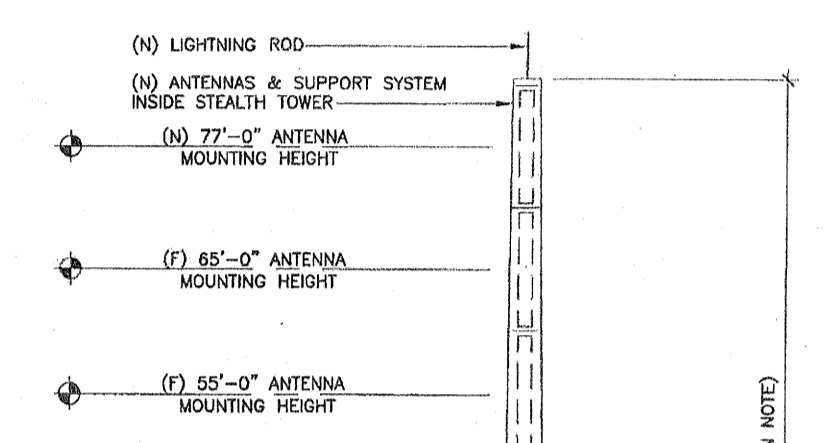 (N) LIGHTNING ROD
(N) ANTENNAS & SUPPORT SYSTEM
INSIDE STEALTH TOWER
(N) 77'-0" ANTENNA
MOUNTING HEIGHT
(F) 65'-0" ANTENNA
MOUNTING HEIGHT
(F) 55'-0" ANTENNA
MOUNTING HEIGHT
NOTE)